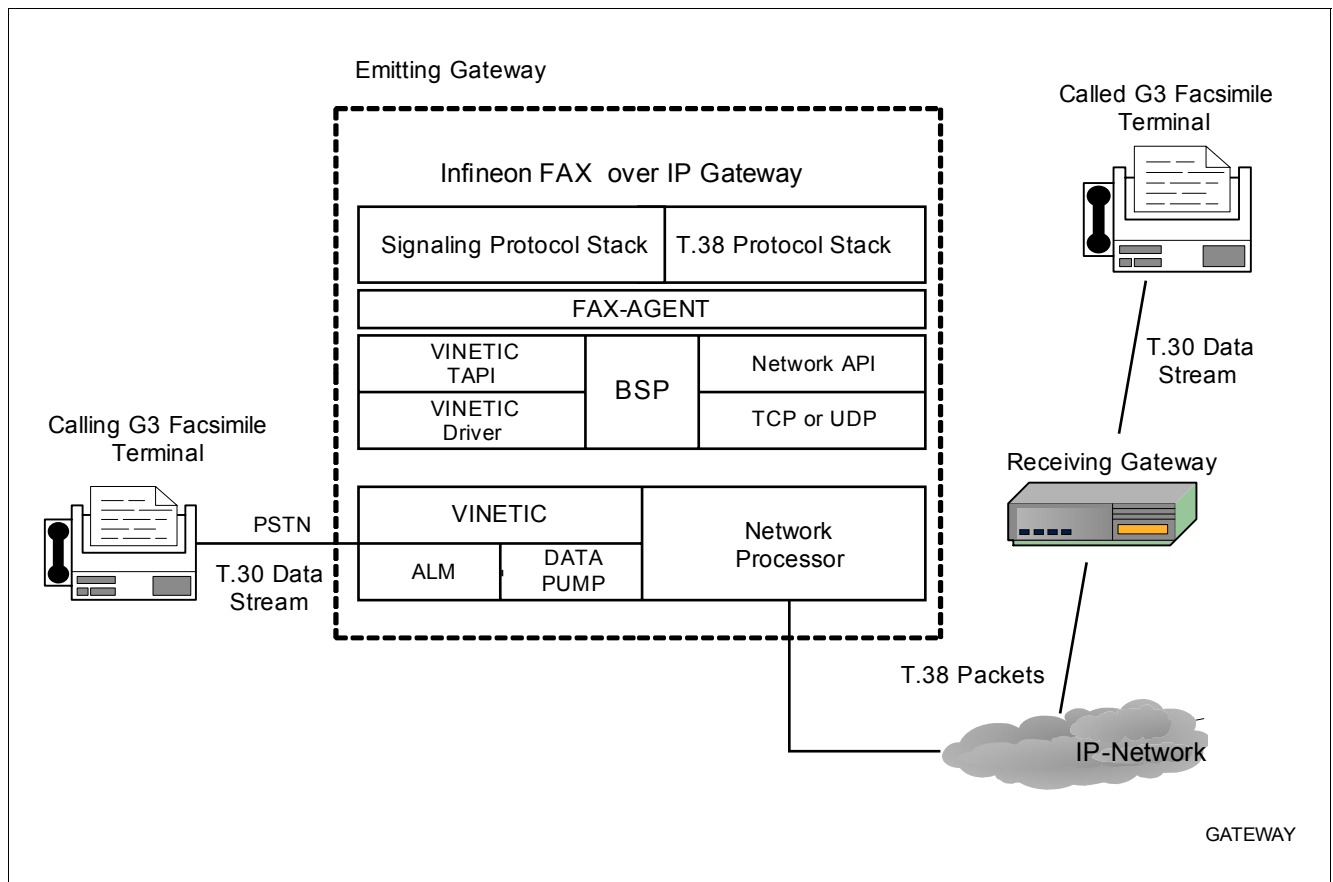 Emitting Gateway
Called G3 Facsimile
Terminal
Infineon FAX over IP Gateway
Signaling Protocol Stack
T.38 Protocol Stack
FAX-AGENT
VINETIC
TAPI
BSP
Network API
VINETIC
Driver
TCP or UDP
T.30 Data
Stream
Calling G3 Facsimile
Terminal
Receiving Gateway
PSTN
T.30 Data
Stream
VINETIC
ALM
DATA
PUMP
Network
Processor
T.38 Packets
IP-Network
GATEWAY